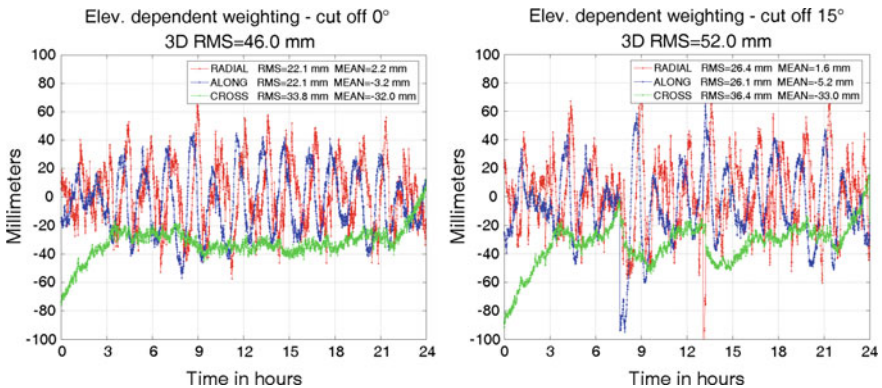 Elev. dependent weighting - cut off 0°
3D RMS=46.0 mm
RADIAL RMS=22.1 mm MEAN=2.2 mm
ALONG RMS=22.1 mm MEAN=-3.2 mm
CROSS RMS=33.8 mm MEAN=-32.0 mm
100
80
60
40
20
0
-20
-40
-60
-80
-100
Millimeters
0 3 6 9 12 15 18 21 24
Time in hours
Elev. dependent weighting - cut off 15°
3D RMS=52.0 mm
RADIAL RMS=26.4 mm MEAN=1.6 mm
ALONG RMS=26.1 mm MEAN=-5.2 mm
CROSS RMS=36.4 mm MEAN=-33.0 mm
100
80
60
40
20
0
-20
-40
-60
-80
-100
Millimeters
0 3 6 9 12 15 18 21 24
Time in hours